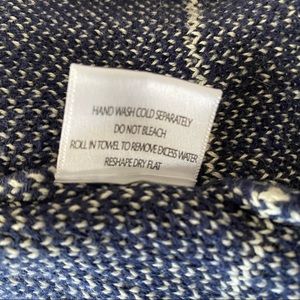 HAND WASH COLD SEPARATELY
DO NOT BLEACH
ROLL IN TOWEL TO REMOVE EXCESS WATER
RESHAPE DRY FLAT